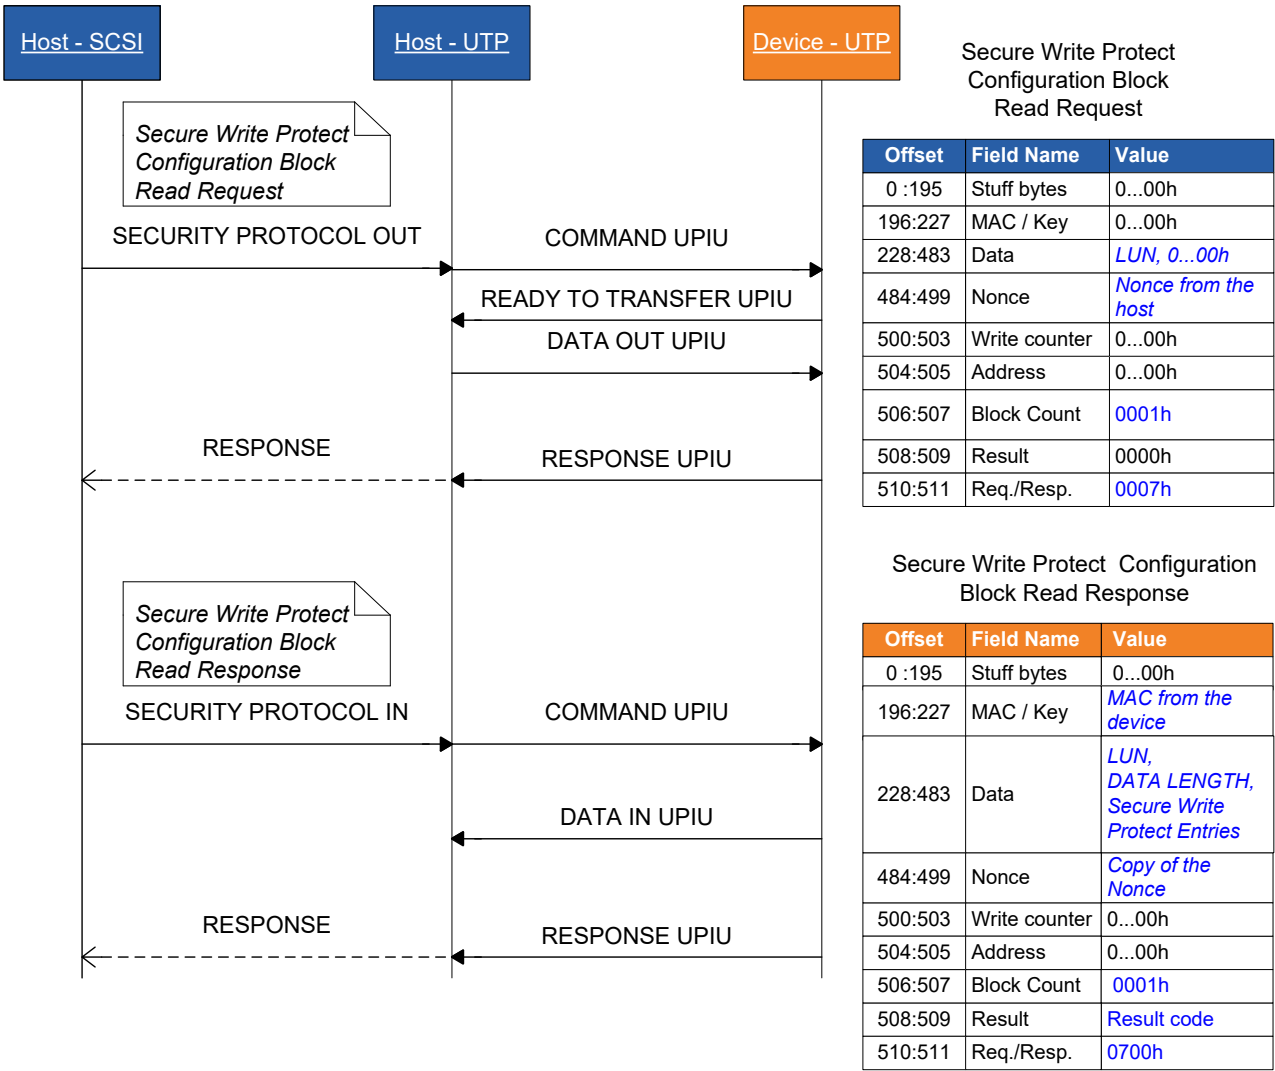 Host - SCSI
Host - UTP
Device - UTP
Secure Write Protect
Configuration Block
Read Request
SECURITY PROTOCOL OUT
COMMAND UPIU
READY TO TRANSFER UPIU
DATA OUT UPIU
RESPONSE
RESPONSE UPIU
Secure Write Protect
Configuration Block
Read Response
SECURITY PROTOCOL IN
COMMAND UPIU
DATA IN UPIU
RESPONSE
RESPONSE UPIU
Secure Write Protect
Configuration Block
Read Request
Offset Field Name Value
0 :195 Stuff bytes 0...00h
196:227 MAC / Key 0...00h
228:483 Data LUN, 0...00h
484:499 Nonce Nonce from the
host
500:503 Write counter 0...00h
504:505 Address 0...00h
506:507 Block Count 0001h
508:509 Result 0000h
510:511 Req./Resp. 0007h
Secure Write Protect Configuration
Block Read Response
Offset Field Name Value
0 :195 Stuff bytes 0...00h
196:227 MAC / Key MAC from the
device
228:483 Data LUN,
DATA LENGTH,
Secure Write
Protect Entries
484:499 Nonce Copy of the
Nonce
500:503 Write counter 0...00h
504:505 Address 0...00h
506:507 Block Count 0001h
508:509 Result Result code
510:511 Req./Resp. 0700h